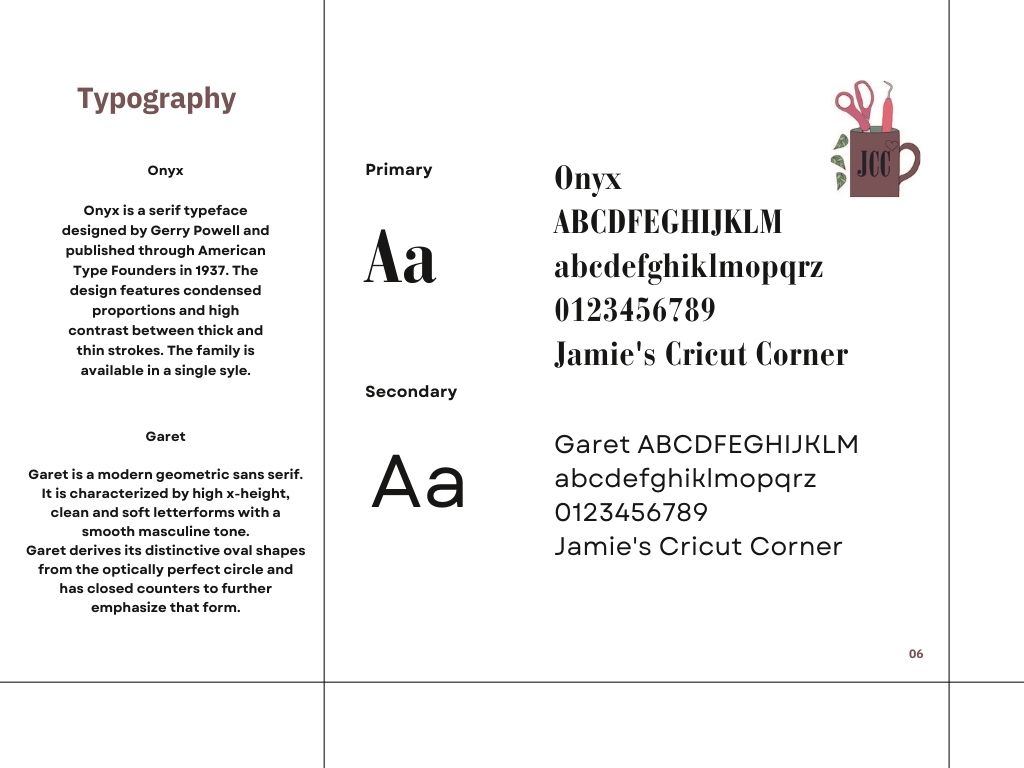 Typography
Onyx
Onyx is a serif typeface
designed by Gerry Powell and
published through American
Type Founders in 1937. The
design features condensed
proportions and high
contrast between thick and
thin strokes. The family is
available in a single syle.
Garet
Garet is a modern geometric sans serif.
It is characterized by high x-height,
clean and soft letterforms with a
smooth masculine tone.
Garet derives its distinctive oval shapes
from the optically perfect circle and
has closed counters to further
emphasize that form.
Primary
Aa
Secondary
Aa
JCC
Onyx
ABCDFEGHIJKLM
abcdefghiklmopqrz
0123456789
Jamie's Cricut Corner
Garet ABCDFEGHIJKLM
abcdefghiklmopqrz
0123456789
Jamie's Cricut Corner
06